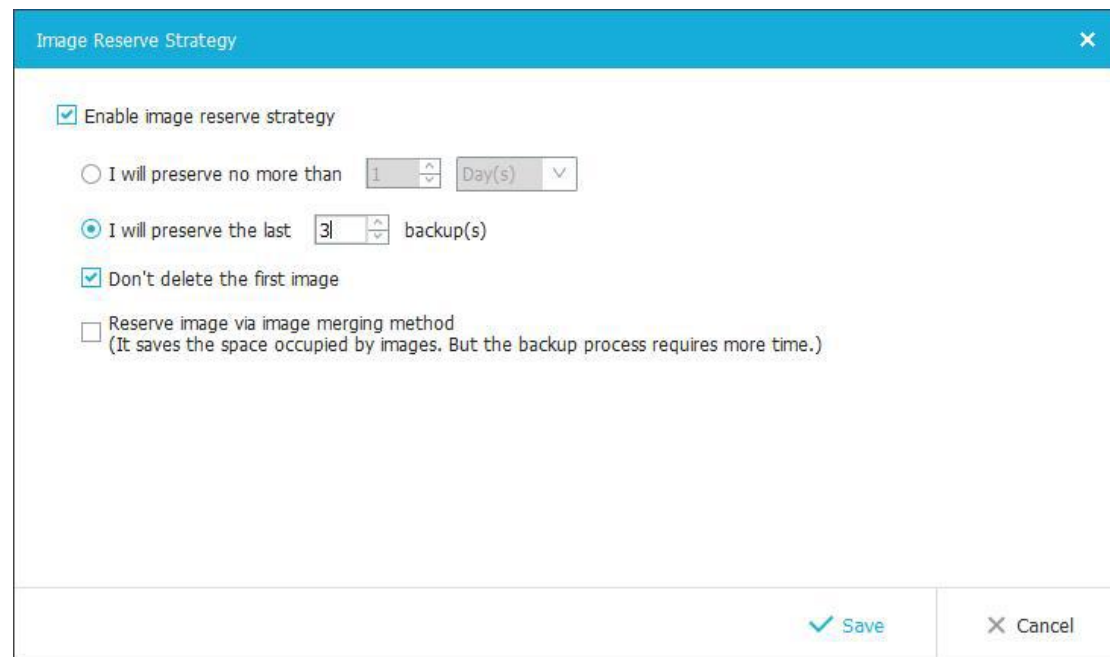 Image Reserve Strategy
Enable image reserve strategy
I will preserve no more than 1 Day(s)
I will preserve the last 3 backup(s)
Don't delete the first image
Reserve image via image merging method
(It saves the space occupied by images. But the backup process requires more time.)
Save Cancel